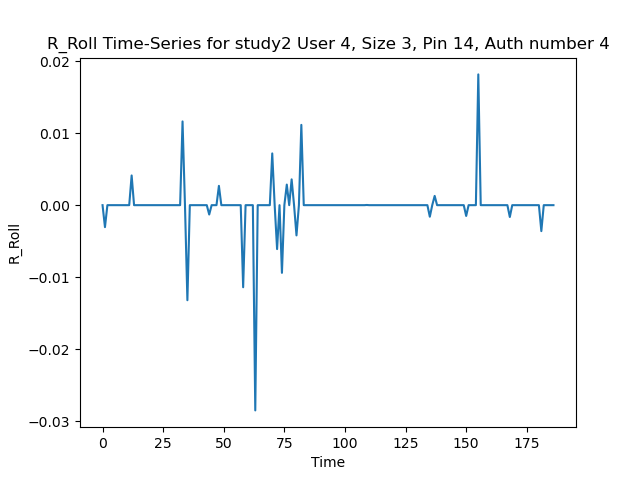 R_Roll Time-Series for study2 User 4, Size 3, Pin 14, Auth number 4
0.02
0.01
0.00
−0.01
−0.02
−0.03
R_Roll
0 25 50 75 100 125 150 175
Time